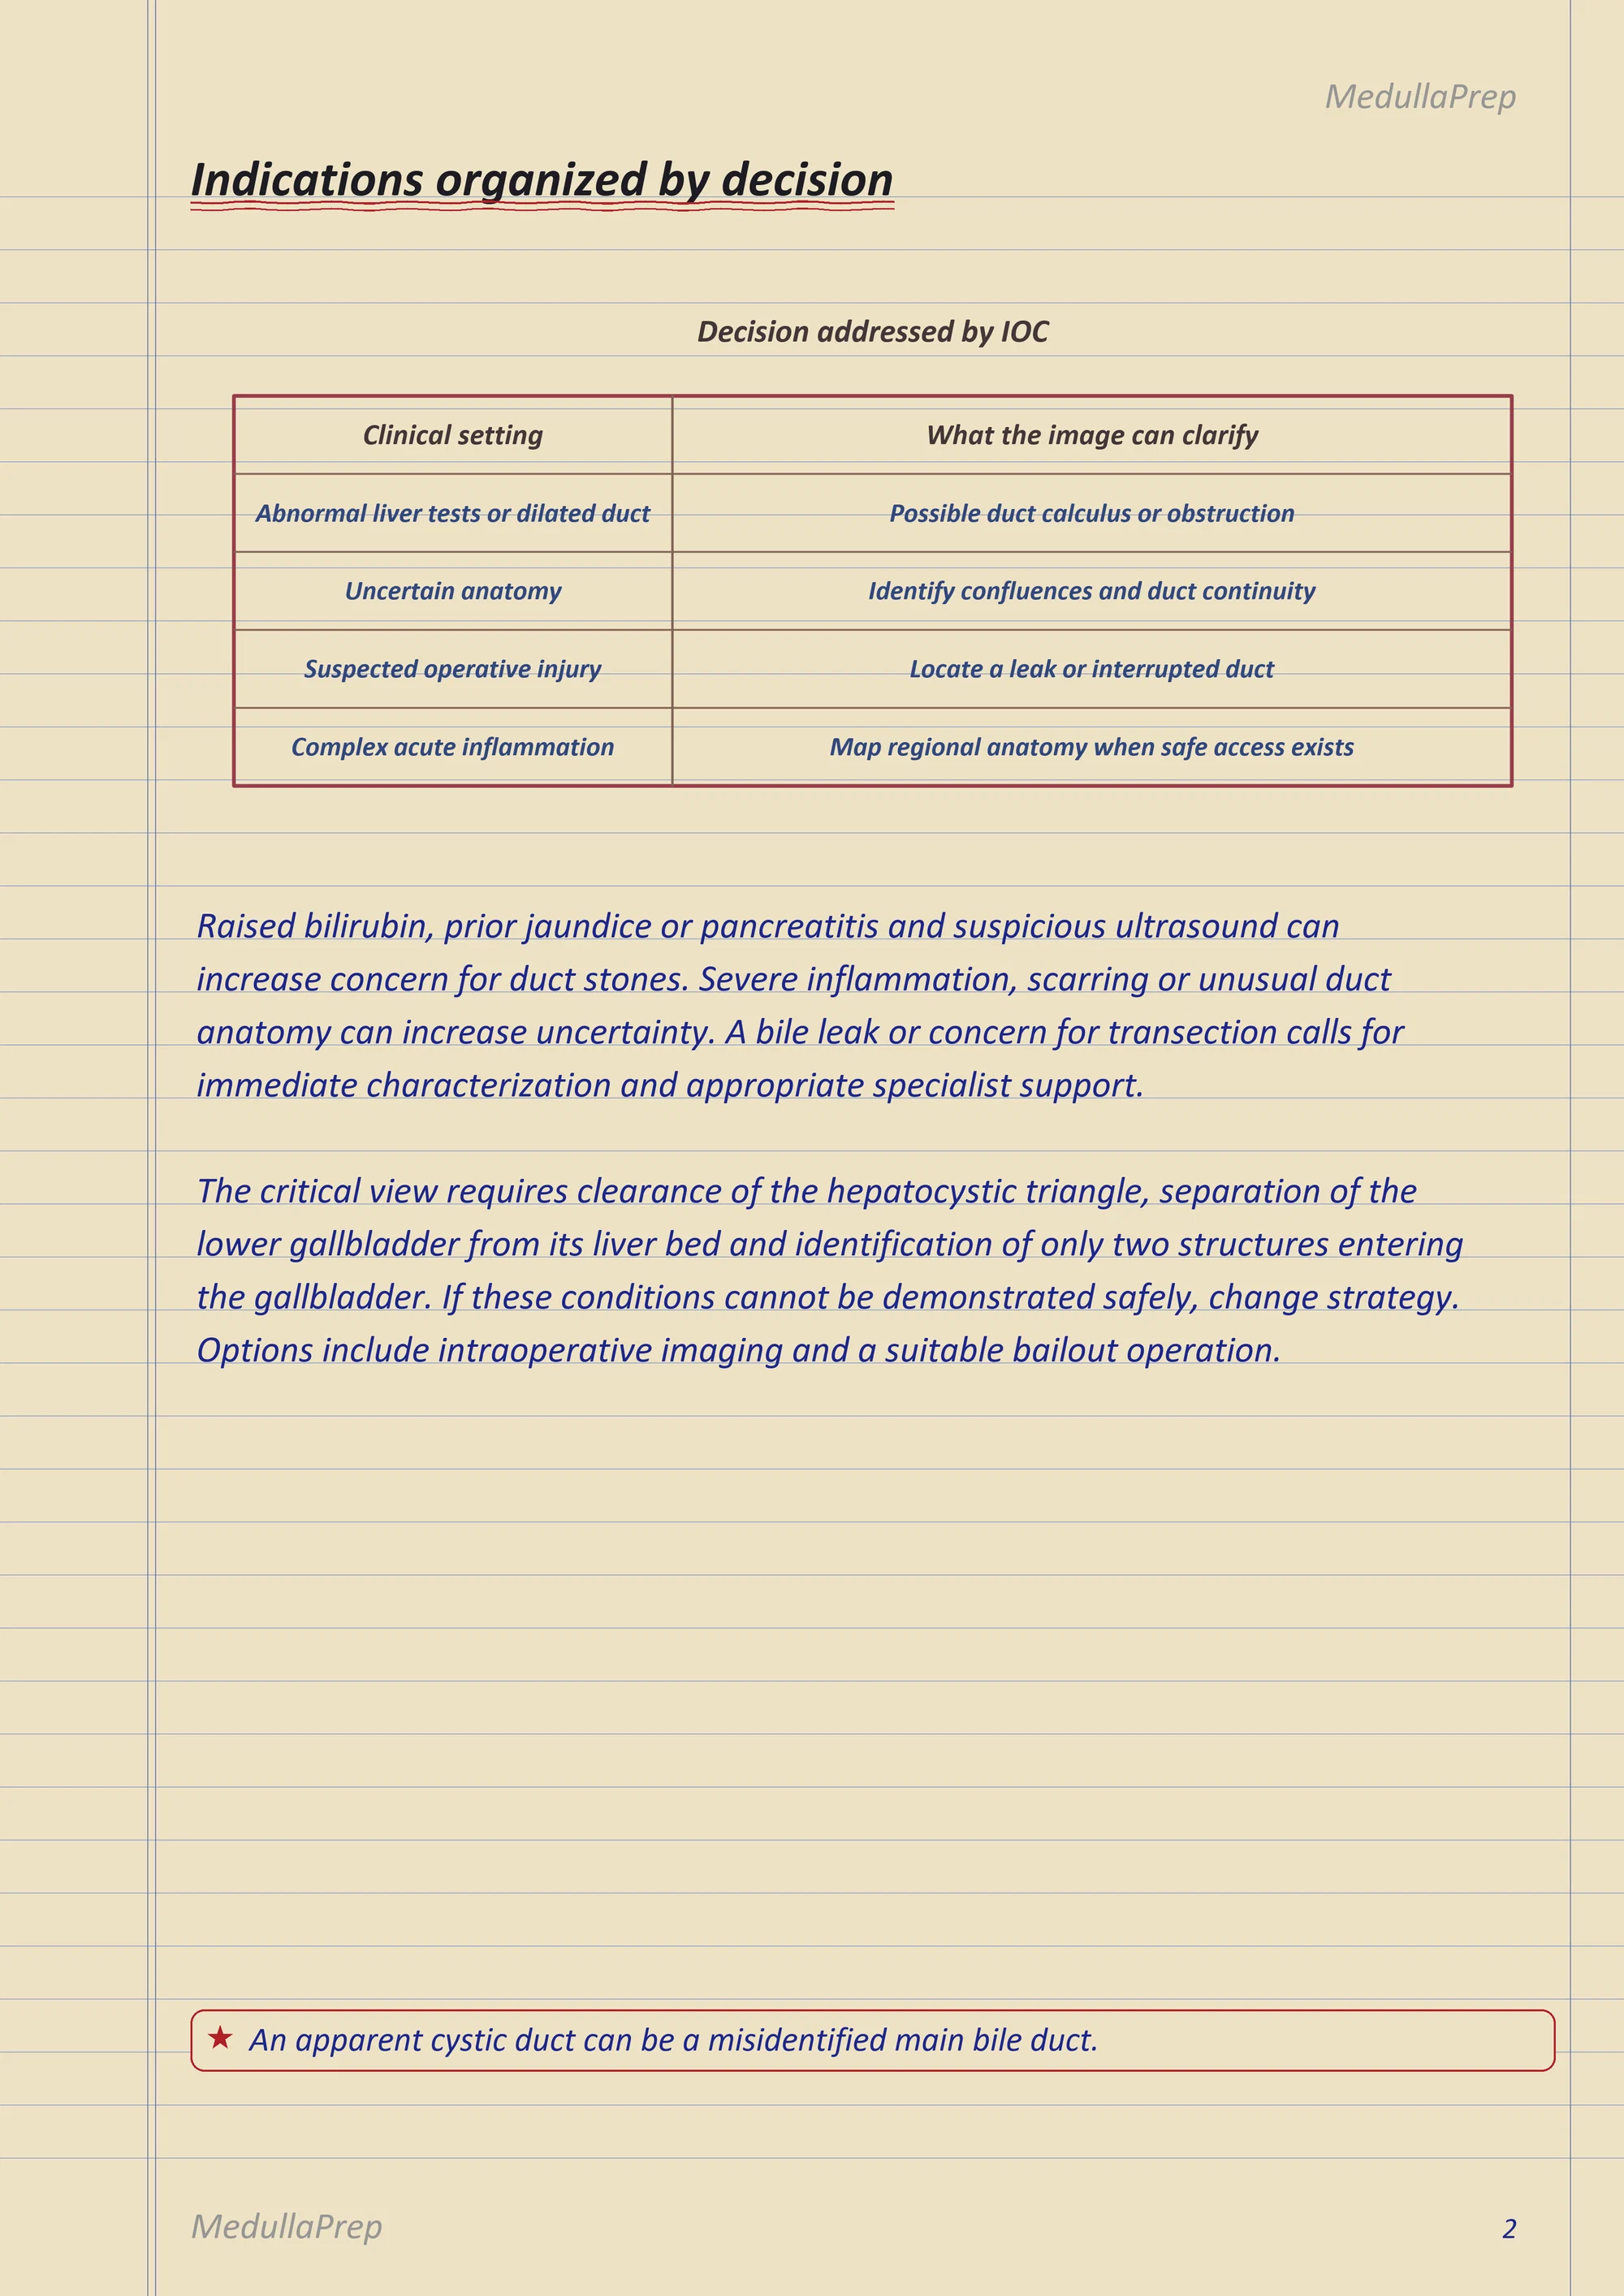 MedullaPrep
Indications organized by decision
Decision addressed by IOC
Clinical setting What the image can clarify
Abnormal liver tests or dilated duct Possible duct calculus or obstruction
Uncertain anatomy Identify confluences and duct continuity
Suspected operative injury Locate a leak or interrupted duct
Complex acute inflammation Map regional anatomy when safe access exists
Raised bilirubin, prior jaundice or pancreatitis and suspicious ultrasound can
increase concern for duct stones. Severe inflammation, scarring or unusual duct
anatomy can increase uncertainty. A bile leak or concern for transection calls for
immediate characterization and appropriate specialist support.
The critical view requires clearance of the hepatocystic triangle, separation of the
lower gallbladder from its liver bed and identification of only two structures entering
the gallbladder. If these conditions cannot be demonstrated safely, change strategy.
Options include intraoperative imaging and a suitable bailout operation.
★ An apparent cystic duct can be a misidentified main bile duct.
MedullaPrep 2